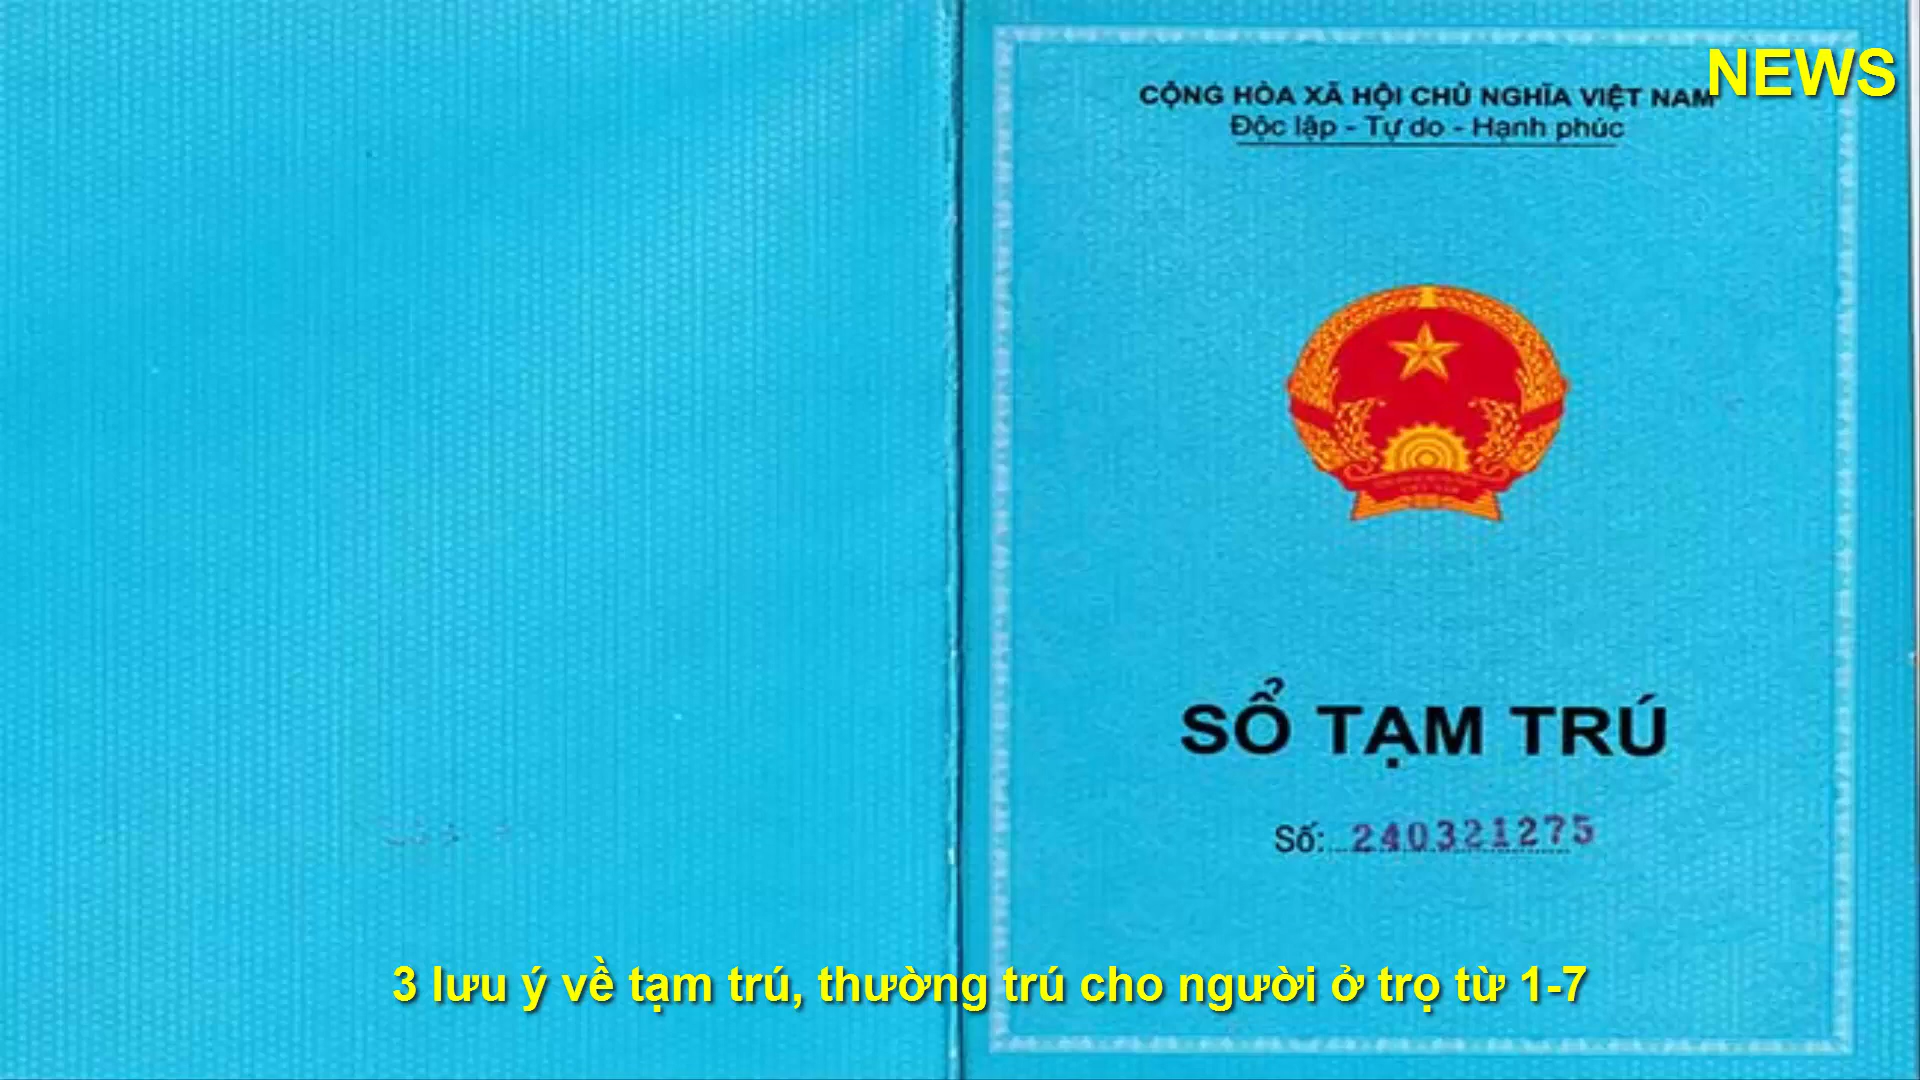 NEWS
CỘNG HÒA XÃ HỘI CHỦ NGHĨA VIỆT NAM
Độc lập - Tự do - Hạnh phúc
SỔ TẠM TRÚ
Số: 240321275
3 lưu ý về tạm trú, thường trú cho người ở trọ từ 1-7